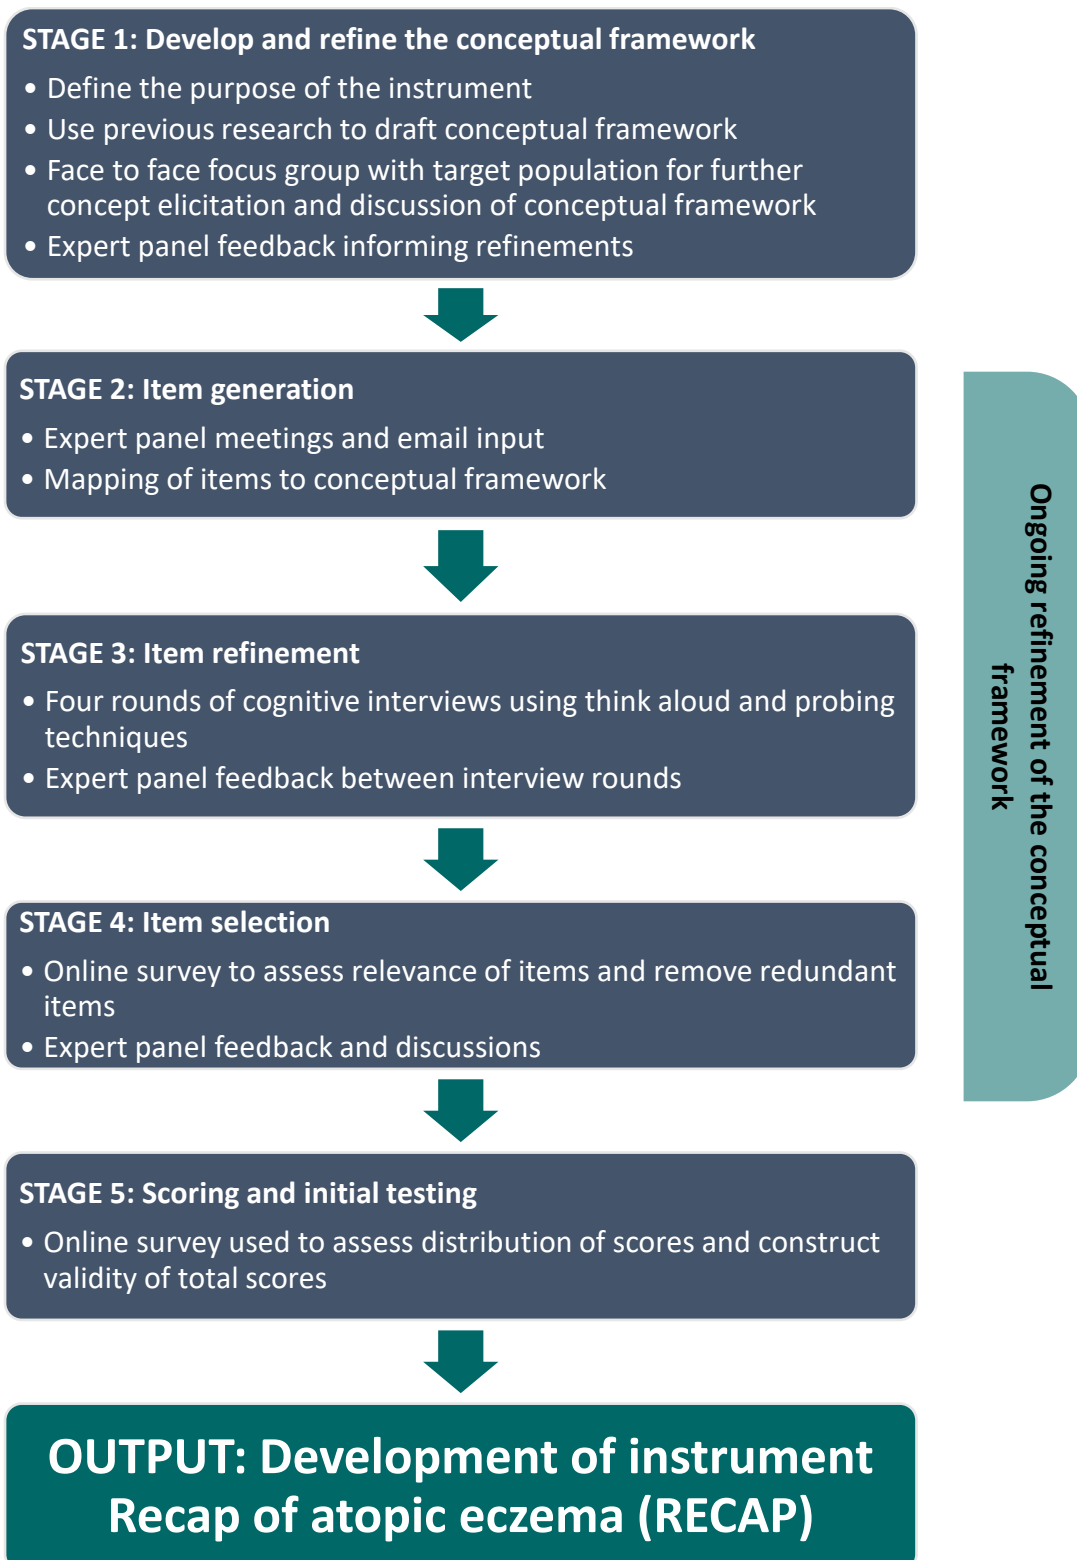 STAGE 1: Develop and refine the conceptual framework
• Define the purpose of the instrument
• Use previous research to draft conceptual framework
• Face to face focus group with target population for further
concept elicitation and discussion of conceptual framework
• Expert panel feedback informing refinements
STAGE 2: Item generation
• Expert panel meetings and email input
• Mapping of items to conceptual framework
STAGE 3: Item refinement
• Four rounds of cognitive interviews using think aloud and probing
techniques
• Expert panel feedback between interview rounds
STAGE 4: Item selection
• Online survey to assess relevance of items and remove redundant
items
• Expert panel feedback and discussions
STAGE 5: Scoring and initial testing
• Online survey used to assess distribution of scores and construct
validity of total scores
OUTPUT: Development of instrument
Recap of atopic eczema (RECAP)
Ongoing refinement of the conceptual
framework